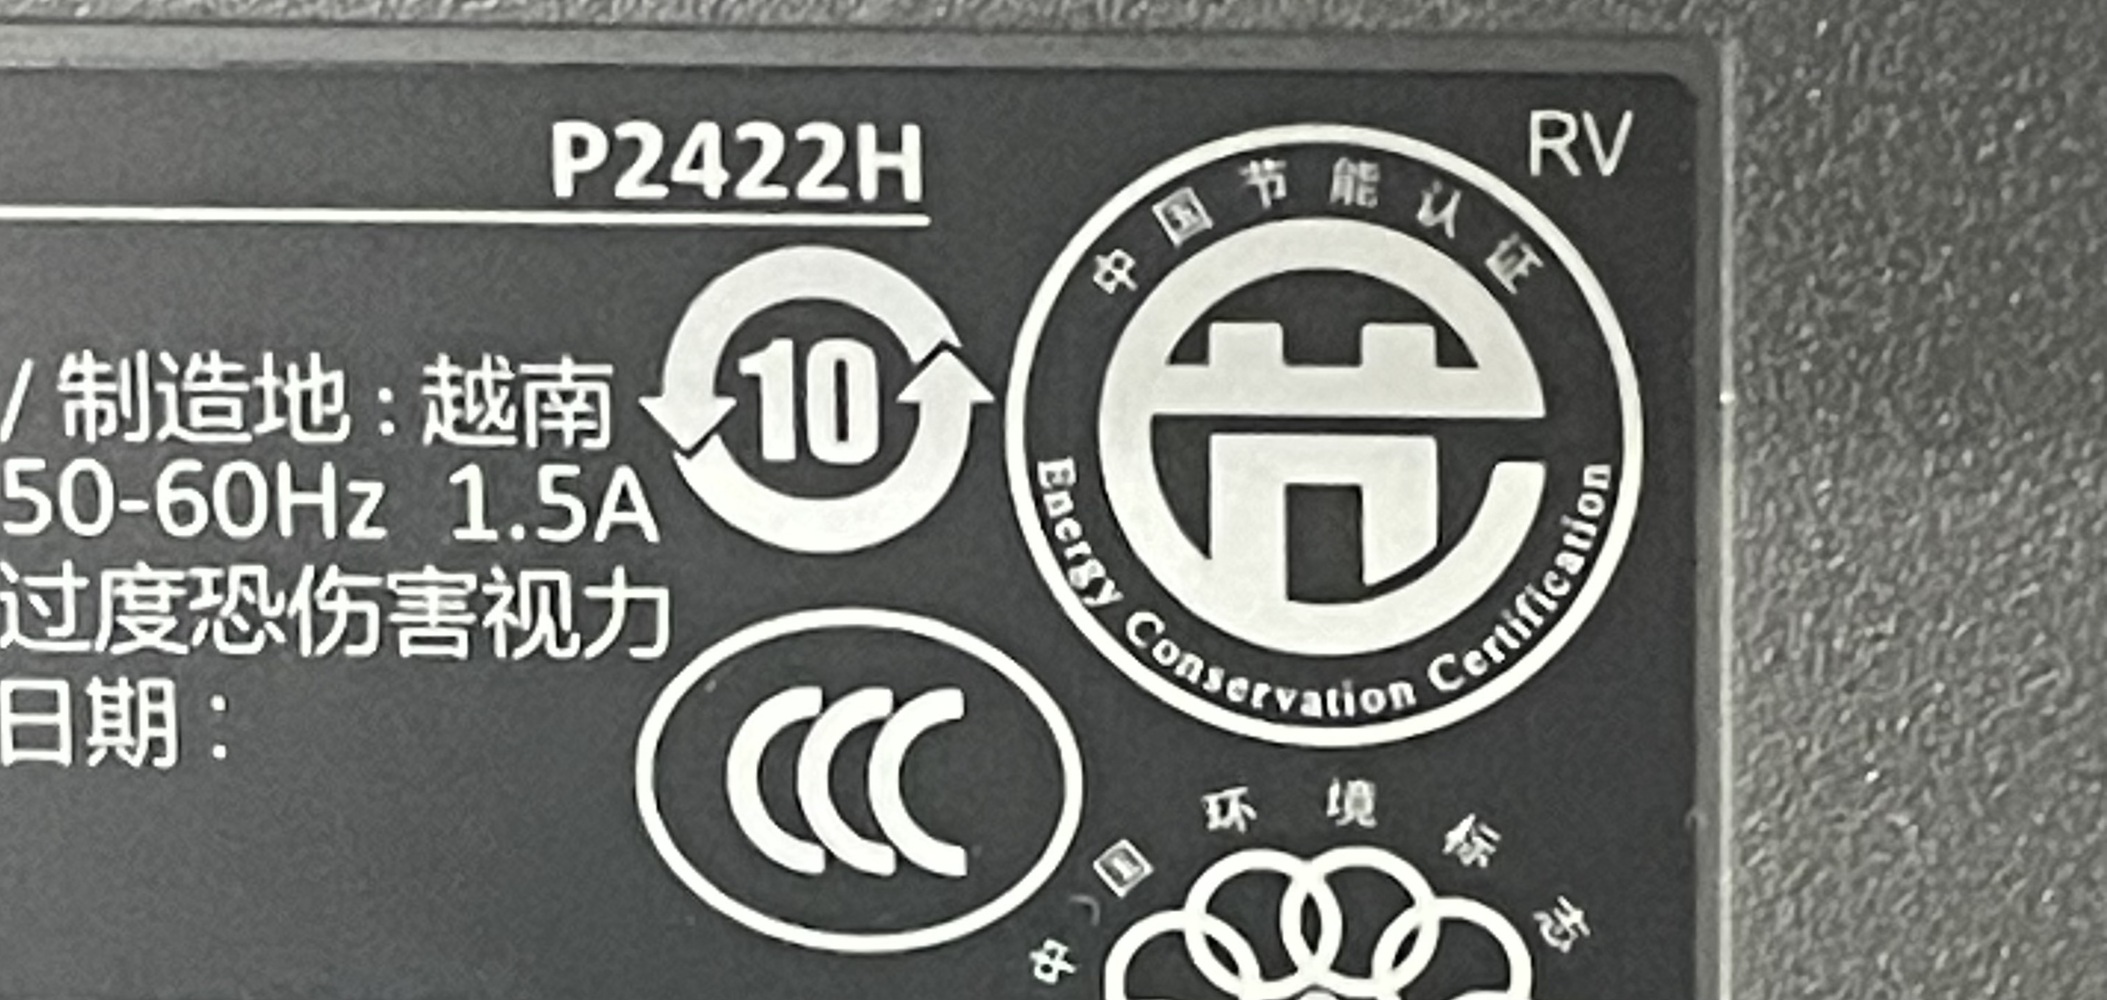 P2422H
RV
中国节能认证
10
/ 制造地 : 越南
50-60Hz 1.5A
Energy Conservation Certification
过度恐伤害视力
日期 :
CCC
中国环境标志